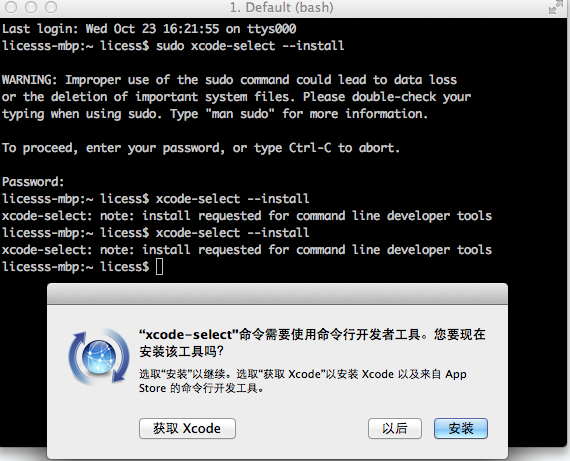 1. Default (bash)
Last login: Wed Oct 23 16:21:55 on ttys000
licesss-mbp:~ licess$ sudo xcode-select --install
WARNING: Improper use of the sudo command could lead to data loss
or the deletion of important system files. Please double-check your
typing when using sudo. Type "man sudo" for more information.
To proceed, enter your password, or type Ctrl-C to abort.
Password:
licesss-mbp:~ licess$ xcode-select --install
xcode-select: note: install requested for command line developer tools
licesss-mbp:~ licess$ xcode-select --install
xcode-select: note: install requested for command line developer tools
licesss-mbp:~ licess$
“xcode-select”命令需要使用命令行开发者工具。您要现在
安装该工具吗?
选取“安装”以继续。选取“获取 Xcode”以安装 Xcode 以及来自 App
Store 的命令行开发工具。
获取 Xcode
以后
安装